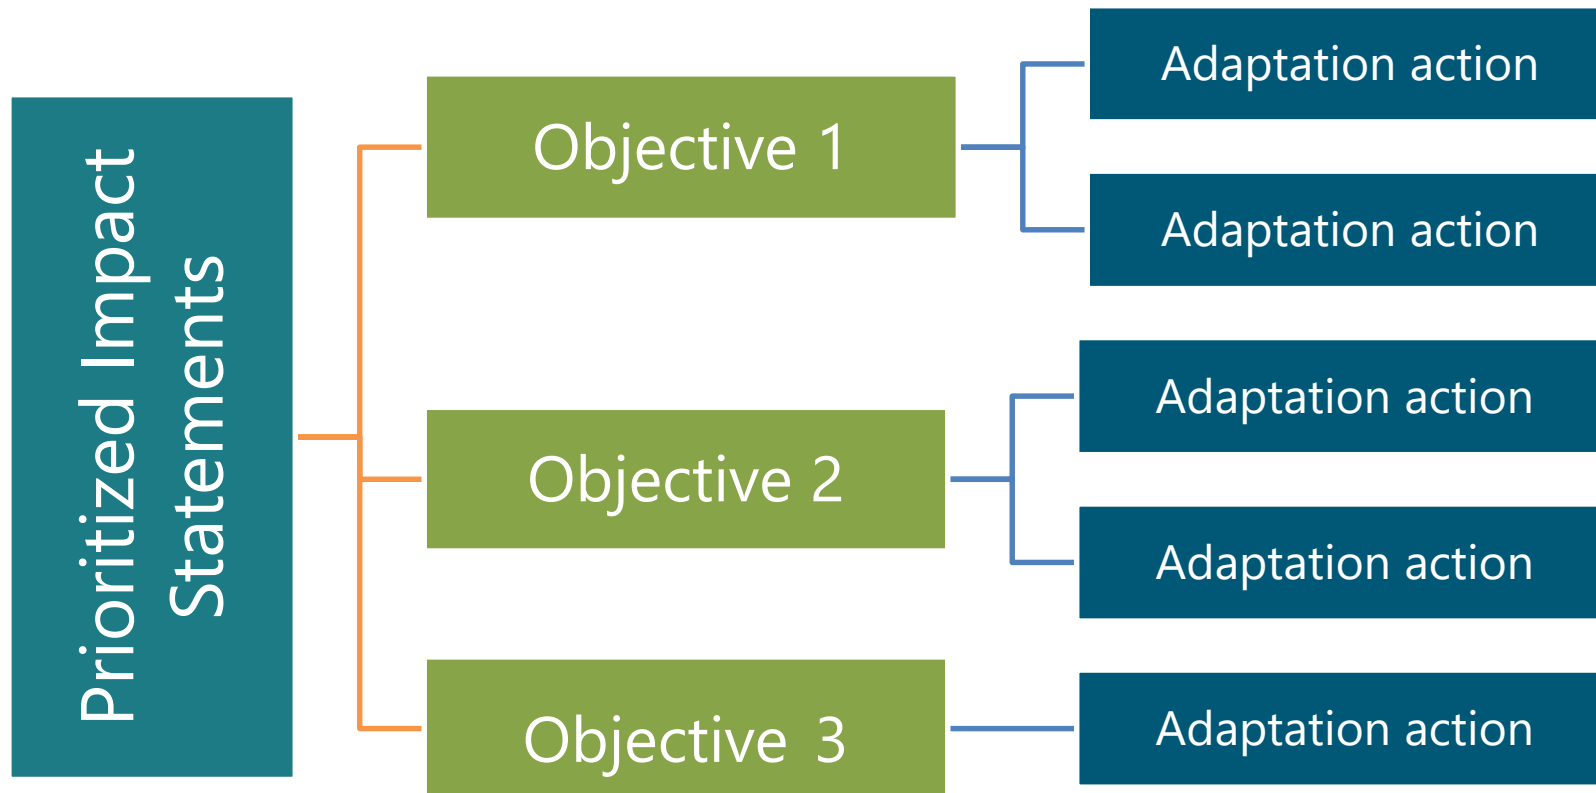 Prioritized Impact
Statements
Objective 1
Adaptation action
Adaptation action
Objective 2
Adaptation action
Adaptation action
Objective 3
Adaptation action